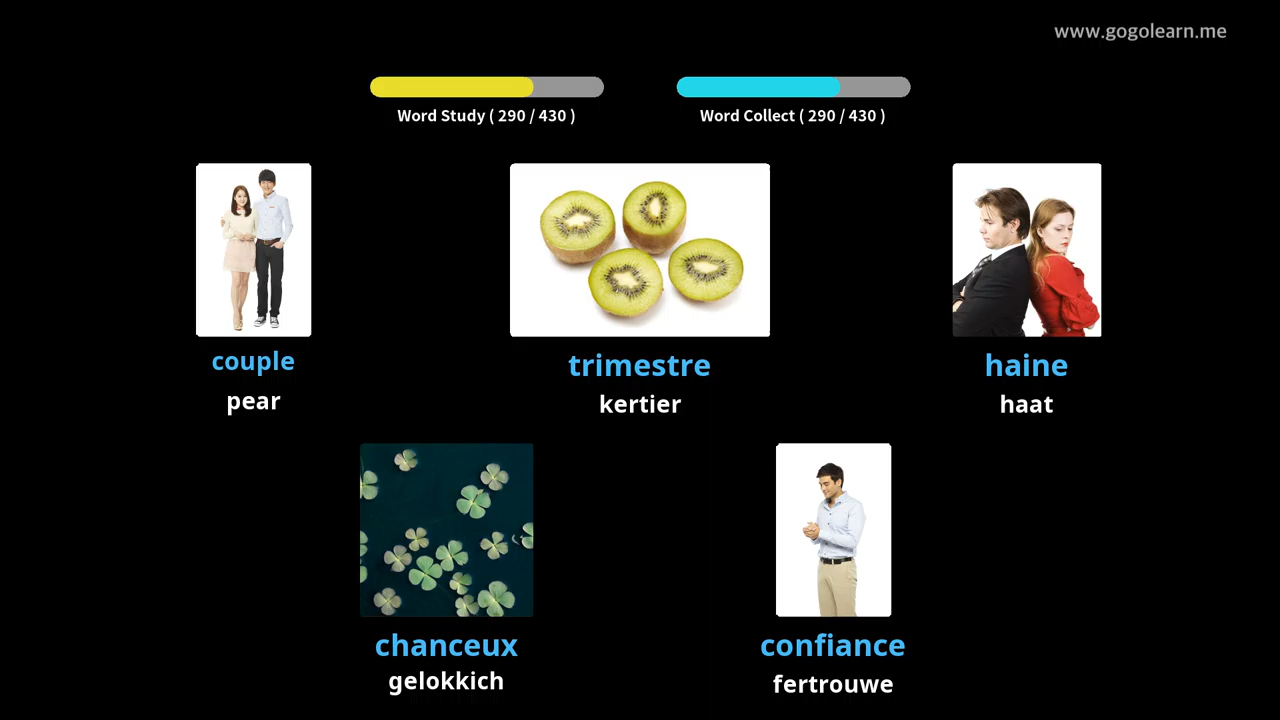 www.gogolearn.me
Word Study ( 290 / 430 )
Word Collect ( 290 / 430 )
couple
pear
trimestre
kertier
haine
haat
chanceux
gelokkich
confiance
fertrouwe